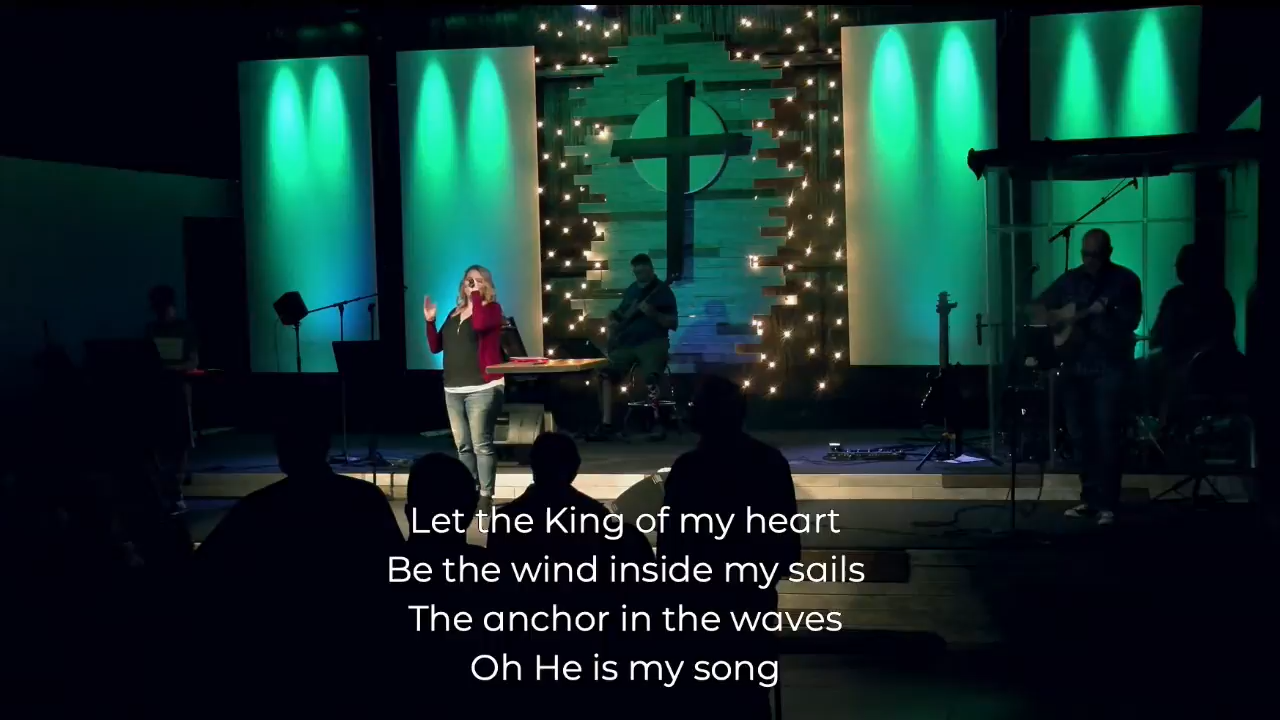 Let the King of my heart
Be the wind inside my sails
The anchor in the waves
Oh He is my song